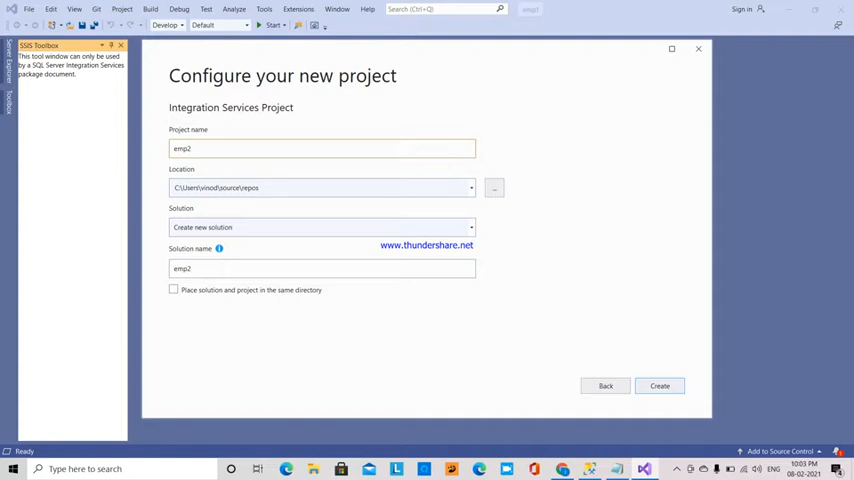 File Edit View Git Project Build Debug Test Analyze Tools Extensions Window Help Search (Ctrl+Q) emp1 Sign in
Develop Default Start
SSIS Toolbox
This tool window can only be used
by a SQL Server Integration Services
package document.
Server Explorer
Toolbox
Configure your new project
Integration Services Project
Project name
emp2
Location
C:\Users\vinod\source\repos
...
Solution
Create new solution
www.thundershare.net
Solution name
emp2
Place solution and project in the same directory
Back Create
Ready
Add to Source Control
Type here to search
ENG
10:03 PM
08-02-2021